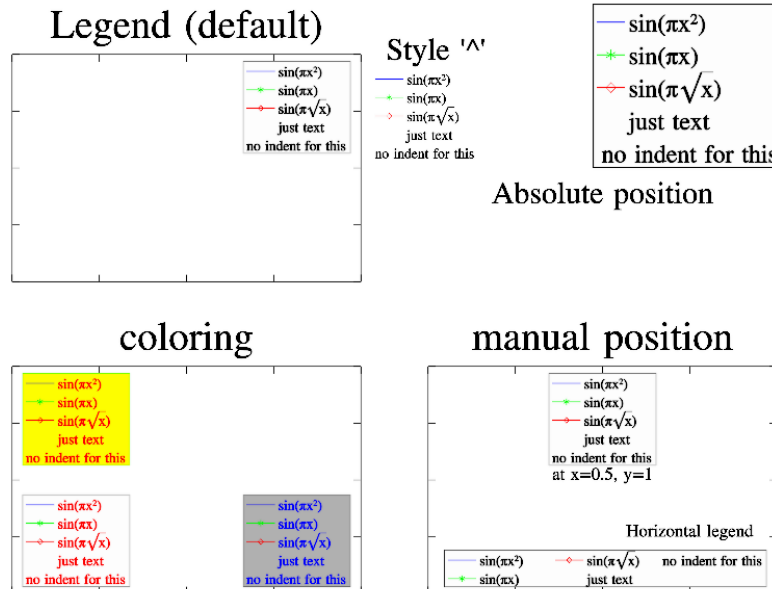 Legend (default)
sin(πx²)
sin(πx)
sin(π√x)
just text
no indent for this
Style '^'
sin(πx²)
sin(πx)
sin(π√x)
just text
no indent for this
sin(πx²)
sin(πx)
sin(π√x)
just text
no indent for this
Absolute position
coloring
sin(πx²)
sin(πx)
sin(π√x)
just text
no indent for this
sin(πx²)
sin(πx)
sin(π√x)
just text
no indent for this
sin(πx²)
sin(πx)
sin(π√x)
just text
no indent for this
manual position
sin(πx²)
sin(πx)
sin(π√x)
just text
no indent for this
at x=0.5, y=1
Horizontal legend
sin(πx²) sin(π√x) no indent for this
sin(πx) just text